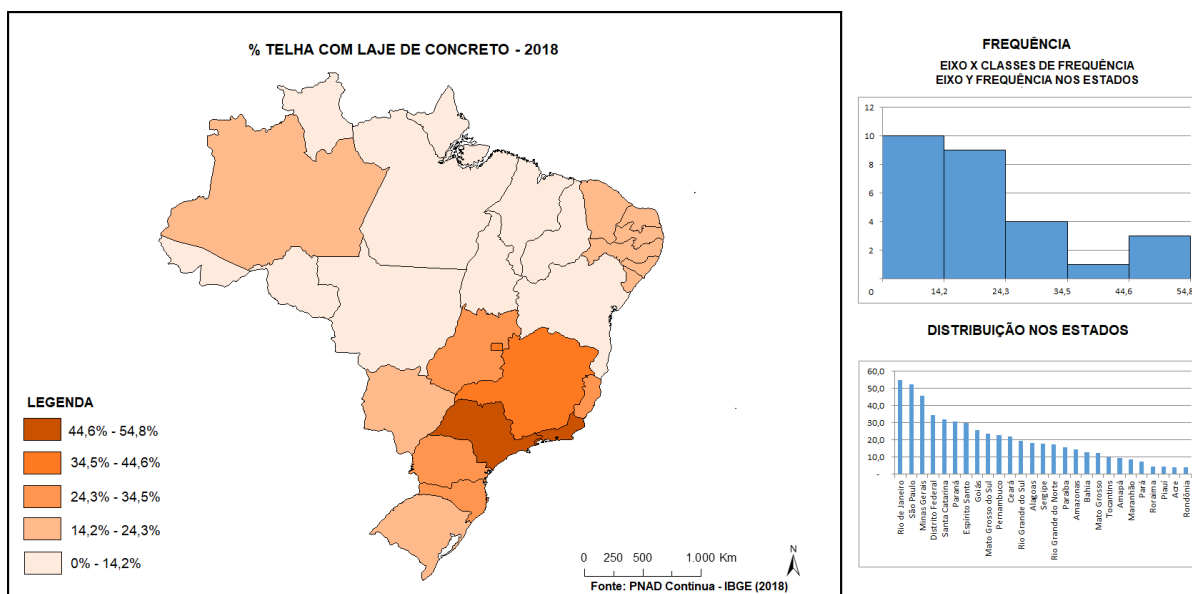 % TELHA COM LAJE DE CONCRETO - 2018
LEGENDA
44,6% - 54,8%
34,5% - 44,6%
24,3% - 34,5%
14,2% - 24,3%
0% - 14,2%
0 250 500 1.000 Km
N
Fonte: PNAD Continua - IBGE (2018)
FREQUÊNCIA
EIXO X CLASSES DE FREQUÊNCIA
EIXO Y FREQUÊNCIA NOS ESTADOS
12
10
8
6
4
2
0
14,2 24,3 34,5 44,6 54,8
DISTRIBUIÇÃO NOS ESTADOS
60,0
50,0
40,0
30,0
20,0
10,0
-
Rio de Janeiro
São Paulo
Minas Gerais
Distrito Federal
Santa Catarina
Paraná
Espírito Santo
Goiás
Mato Grosso do Sul
Pernambuco
Ceará
Rio Grande do Sul
Alagoas
Sergipe
Rio Grande do Norte
Paraíba
Amazonas
Bahia
Mato Grosso
Tocantins
Amapá
Maranhão
Pará
Roraima
Piauí
Acre
Rondônia